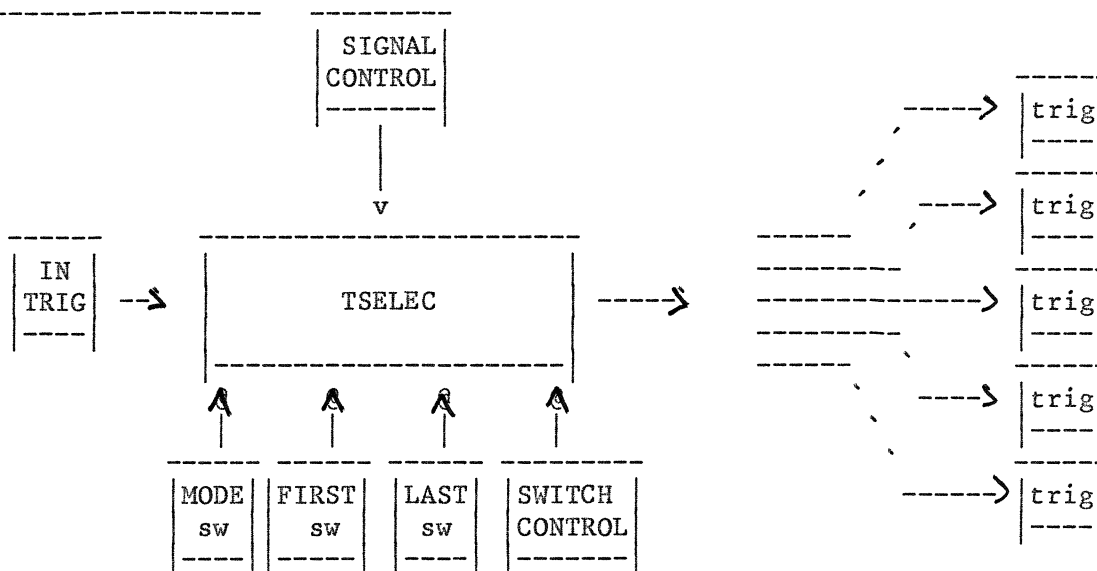 SIGNAL
CONTROL
v
IN
TRIG
TSELEC
trig
trig
trig
trig
trig
MODE
sw
FIRST
sw
LAST
sw
SWITCH
CONTROL